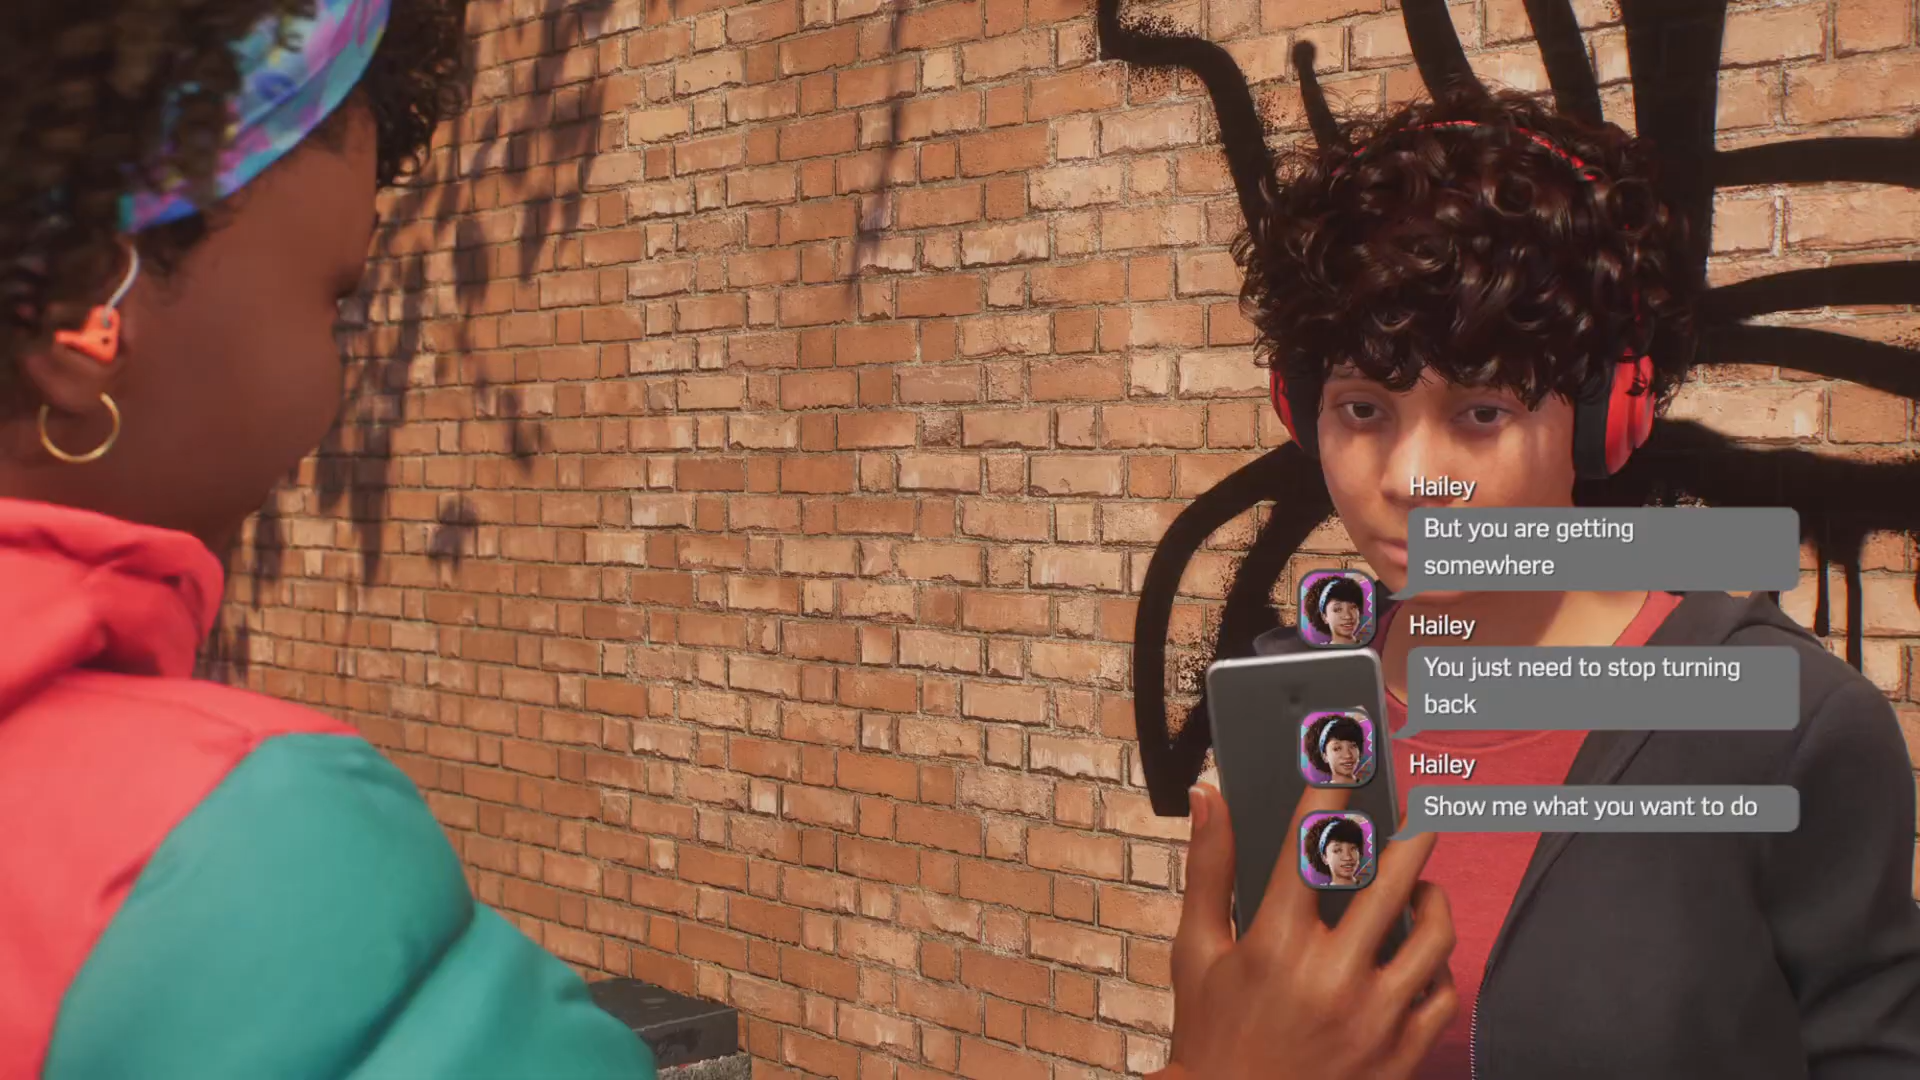 Hailey
But you are getting
somewhere
Hailey
You just need to stop turning
back
Hailey
Show me what you want to do